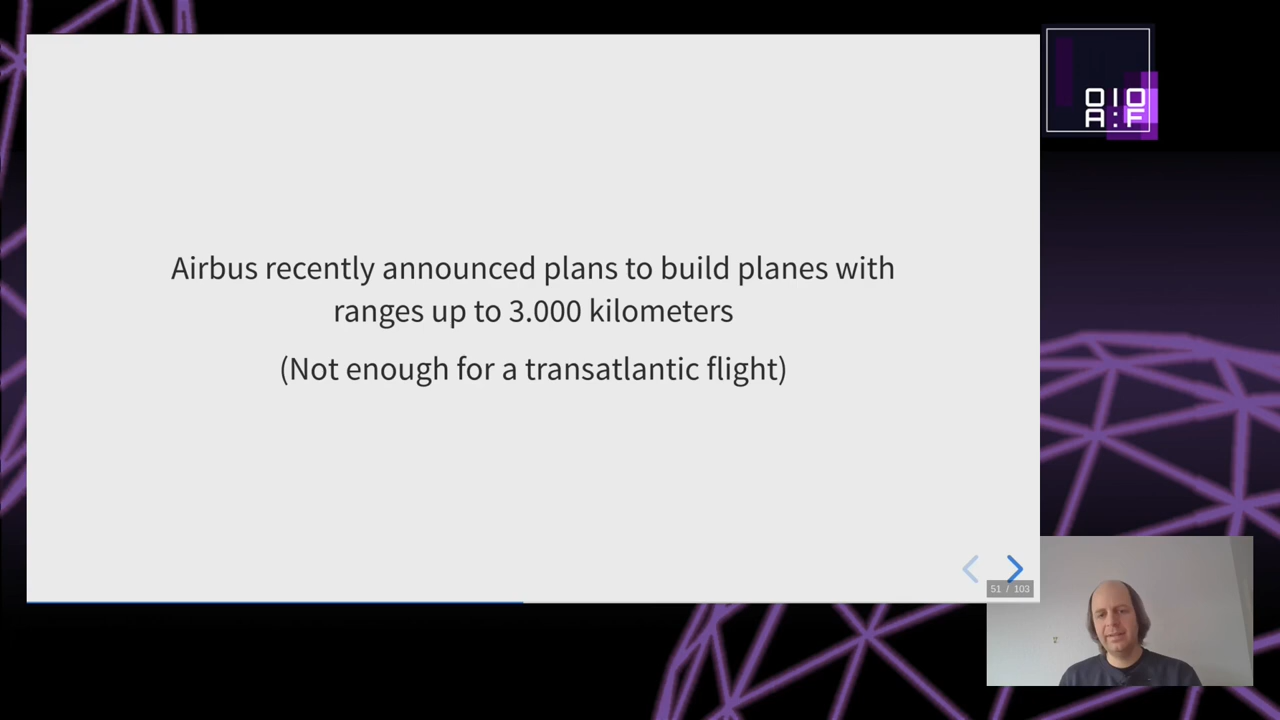 Airbus recently announced plans to build planes with
ranges up to 3.000 kilometers
(Not enough for a transatlantic flight)
51 / 103
O|O
A:F